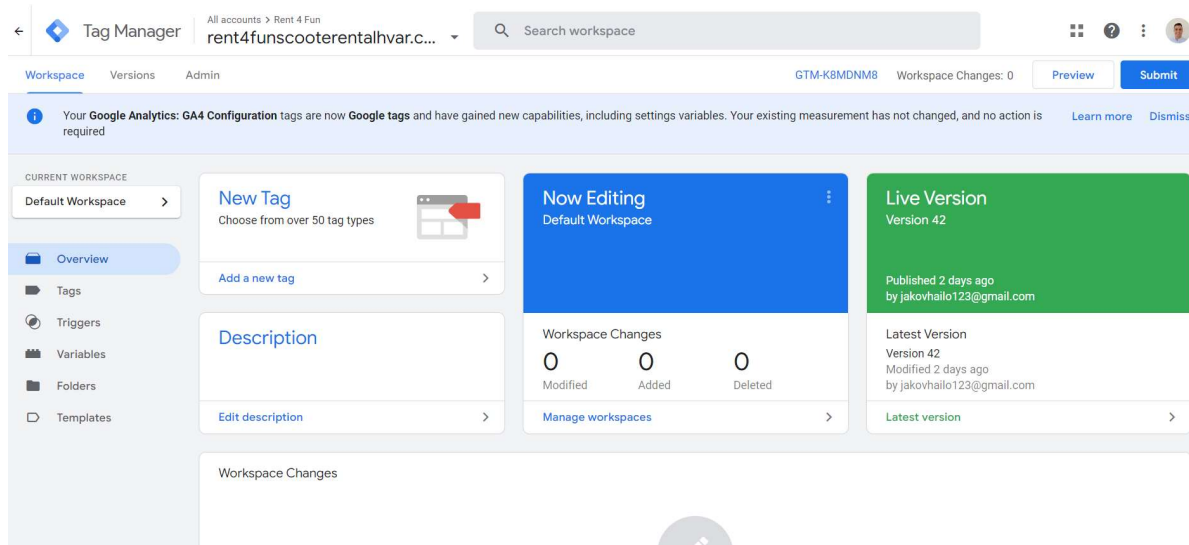 All accounts > Rent 4 Fun
Tag Manager
rent4funscooterentalhvar.c...
Search workspace
Workspace Versions Admin
GTM-K8MDNM8 Workspace Changes: 0 Preview Submit
Your Google Analytics: GA4 Configuration tags are now Google tags and have gained new capabilities, including settings variables. Your existing measurement has not changed, and no action is
required
Learn more Dismiss
CURRENT WORKSPACE
Default Workspace
Overview
Tags
Triggers
Variables
Folders
Templates
New Tag
Choose from over 50 tag types
Add a new tag
Description
Edit description
Now Editing
Default Workspace
Workspace Changes
0 0 0
Modified Added Deleted
Manage workspaces
Live Version
Version 42
Published 2 days ago
by jakovhailo123@gmail.com
Latest Version
Version 42
Modified 2 days ago
by jakovhailo123@gmail.com
Latest version
Workspace Changes